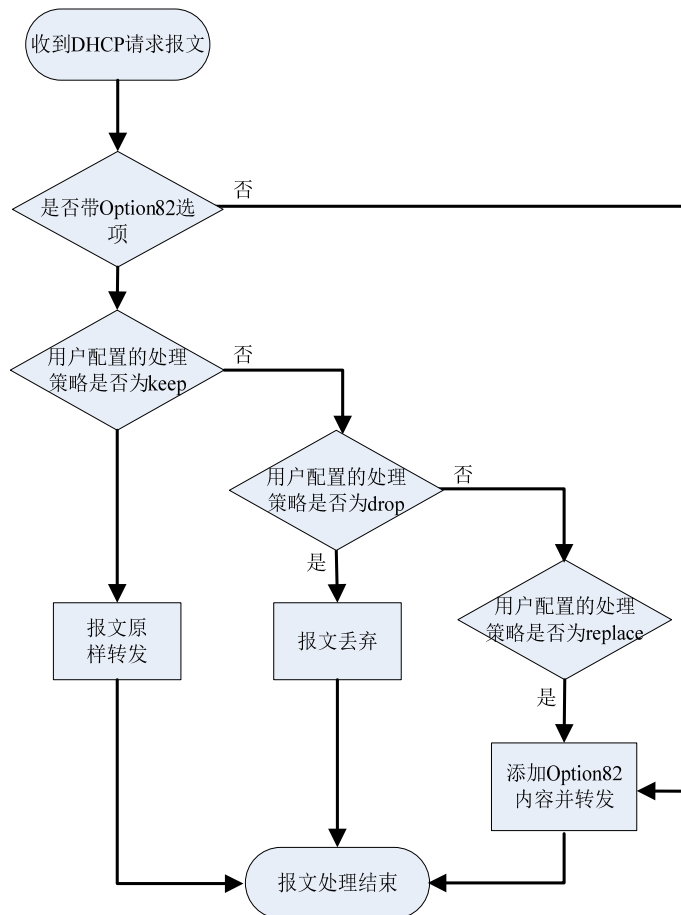 收到DHCP请求报文
否
是否带Option82选
项
用户配置的处理
策略是否为keep
否
用户配置的处理
策略是否为drop
否
是
用户配置的处理
策略是否为replace
报文原
样转发
报文丢弃
是
添加Option82
内容并转发
报文处理结束